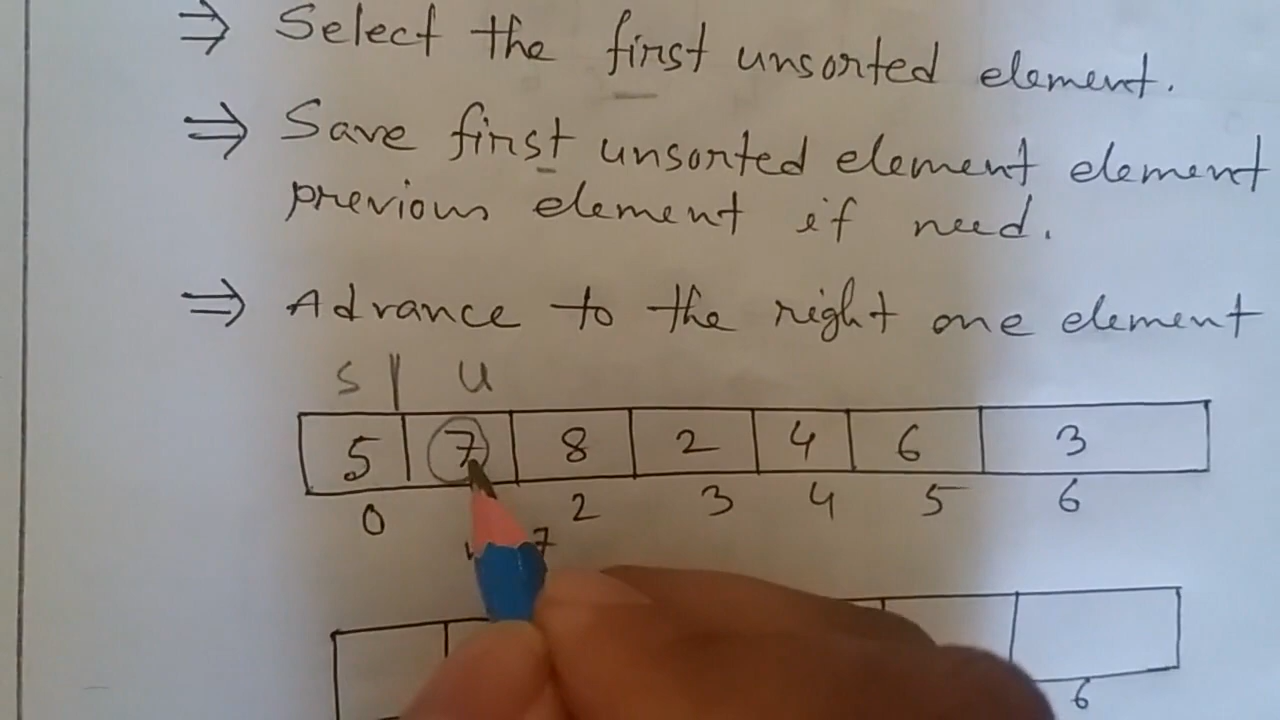 ⇒ Select the first unsorted element.
⇒ Save first unsorted element element
previous element if need.
⇒ Advance to the right one element
S | U
5 7 8 2 4 6 3
0 2 3 4 5 6
7
6